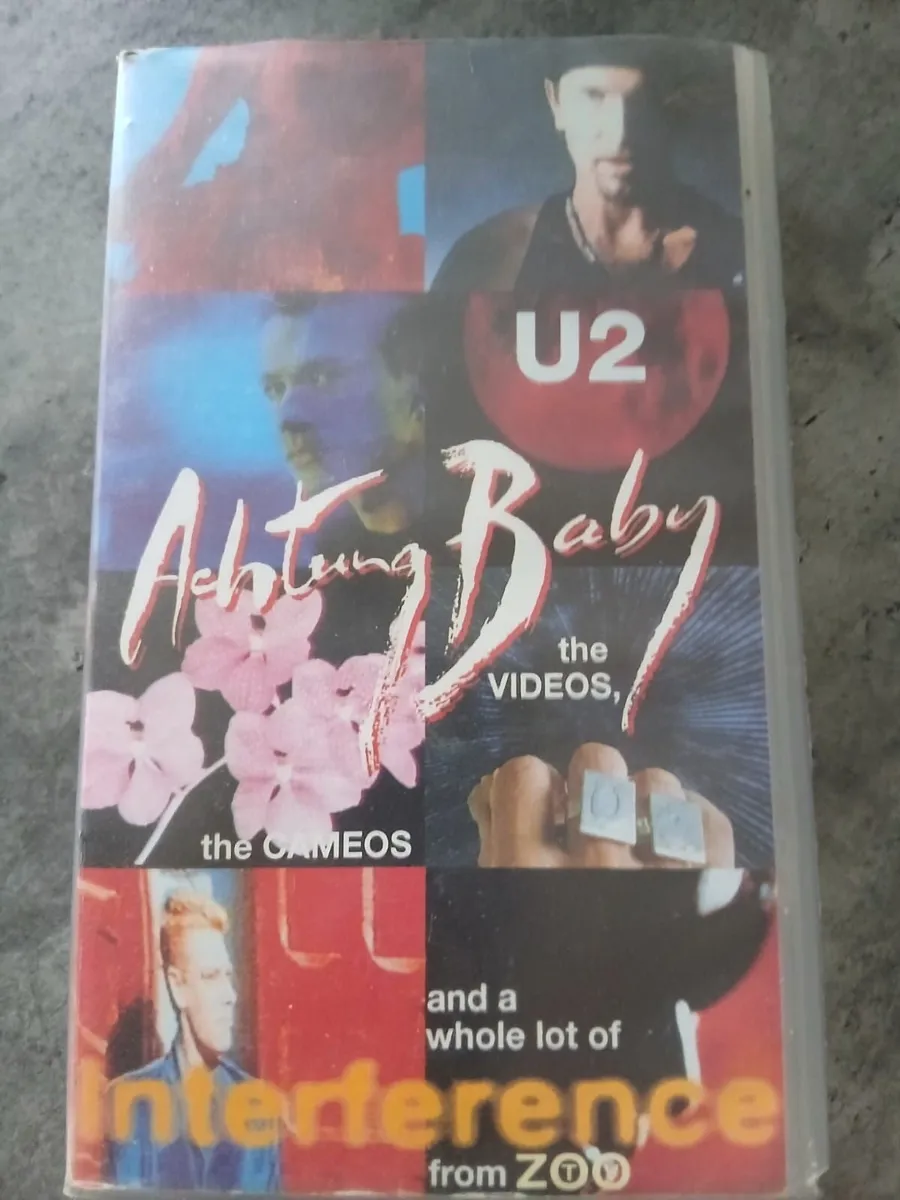 U2
Achtung Baby
the
VIDEOS,
the CAMEOS
and a
whole lot of
Interference
from ZOO
TV